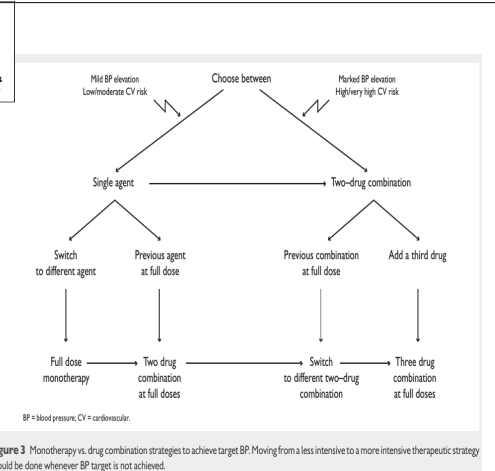 Mild BP elevation
Low/moderate CV risk
Choose between
Marked BP elevation
High/very high CV risk
Single agent
Two–drug combination
Switch
to different agent
Previous agent
at full dose
Previous combination
at full dose
Add a third drug
Full dose
monotherapy
Two drug
combination
at full doses
Switch
to different two–drug
combination
Three drug
combination
at full doses
BP = blood pressure; CV = cardiovascular.
gure 3 Monotherapy vs. drug combination strategies to achieve target BP. Moving from a less intensive to a more intensive therapeutic strategy
ould be done whenever BP target is not achieved.